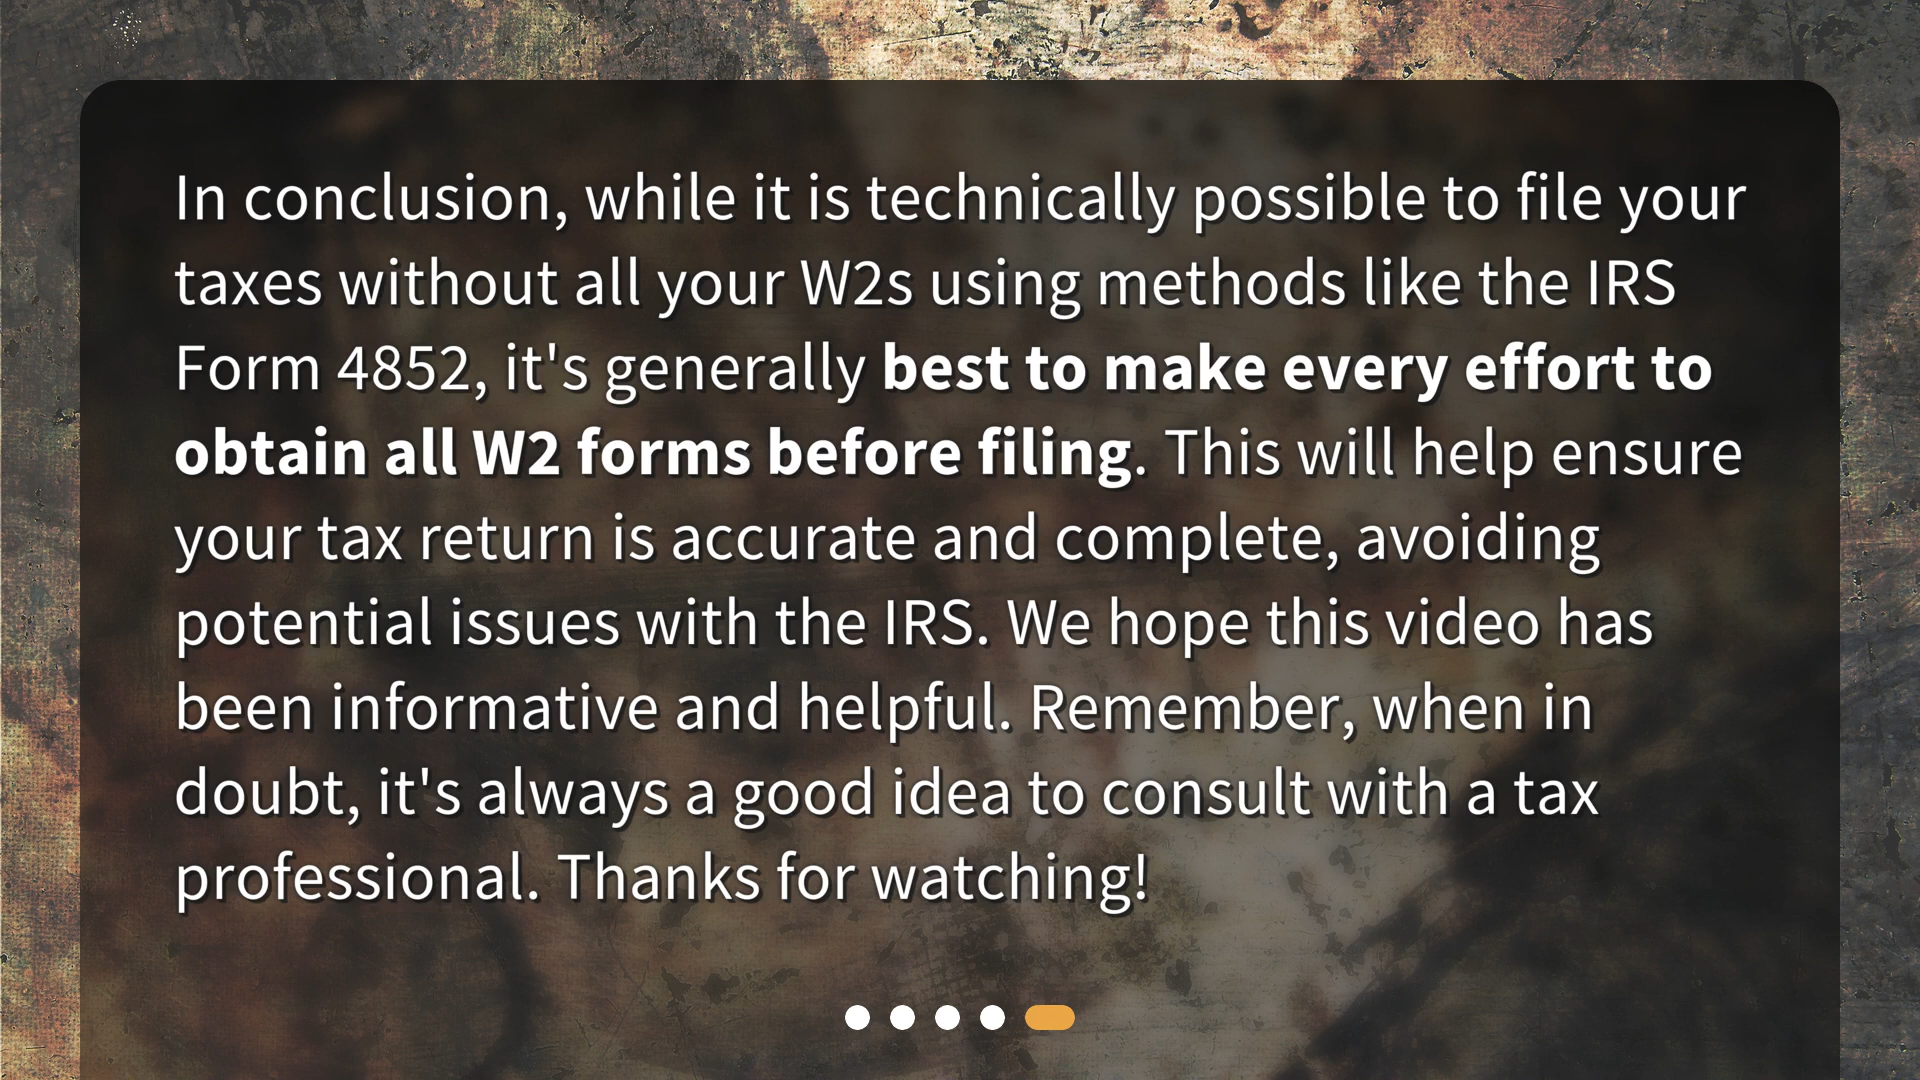 In conclusion, while it is technically possible to file your
taxes without all your W2s using methods like the IRS
Form 4852, it's generally best to make every effort to
obtain all W2 forms before filing. This will help ensure
your tax return is accurate and complete, avoiding
potential issues with the IRS. We hope this video has
been informative and helpful. Remember, when in
doubt, it's always a good idea to consult with a tax
professional. Thanks for watching!